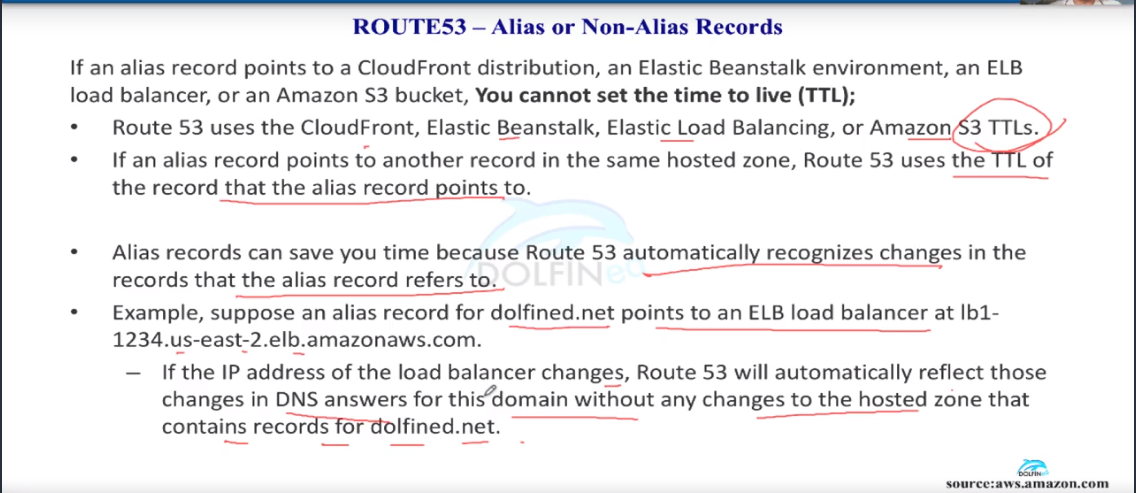 ROUTE53 – Alias or Non-Alias Records
If an alias record points to a CloudFront distribution, an Elastic Beanstalk environment, an ELB
load balancer, or an Amazon S3 bucket, You cannot set the time to live (TTL);
• Route 53 uses the CloudFront, Elastic Beanstalk, Elastic Load Balancing, or Amazon S3 TTLs.
• If an alias record points to another record in the same hosted zone, Route 53 uses the TTL of
the record that the alias record points to.
• Alias records can save you time because Route 53 automatically recognizes changes in the
records that the alias record refers to.
DOLFINed
• Example, suppose an alias record for dolfined.net points to an ELB load balancer at lb1-
1234.us-east-2.elb.amazonaws.com.
– If the IP address of the load balancer changes, Route 53 will automatically reflect those
changes in DNS answers for this domain without any changes to the hosted zone that
contains records for dolfined.net.
DOLFINed
source:aws.amazon.com